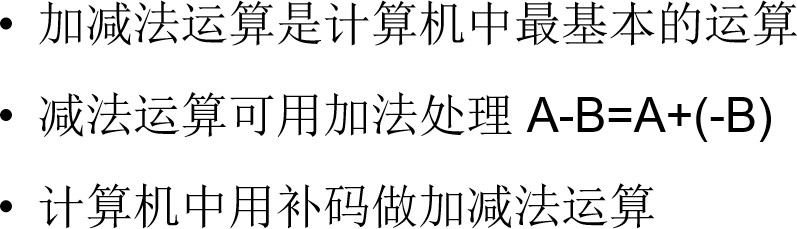 • 加减法运算是计算机中最基本的运算
• 减法运算可用加法处理 A-B=A+(-B)
• 计算机中用补码做加减法运算